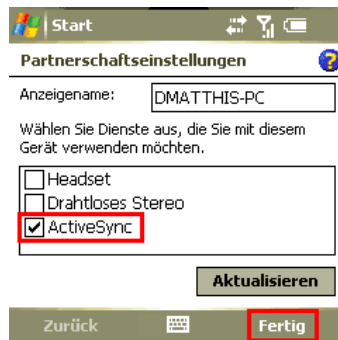 Start
Partnerschaftseinstellungen
Anzeigename: DMATTHIS-PC
Wählen Sie Dienste aus, die Sie mit diesem
Gerät verwenden möchten.
Headset
Drahtloses Stereo
ActiveSync
Aktualisieren
Zurück Fertig